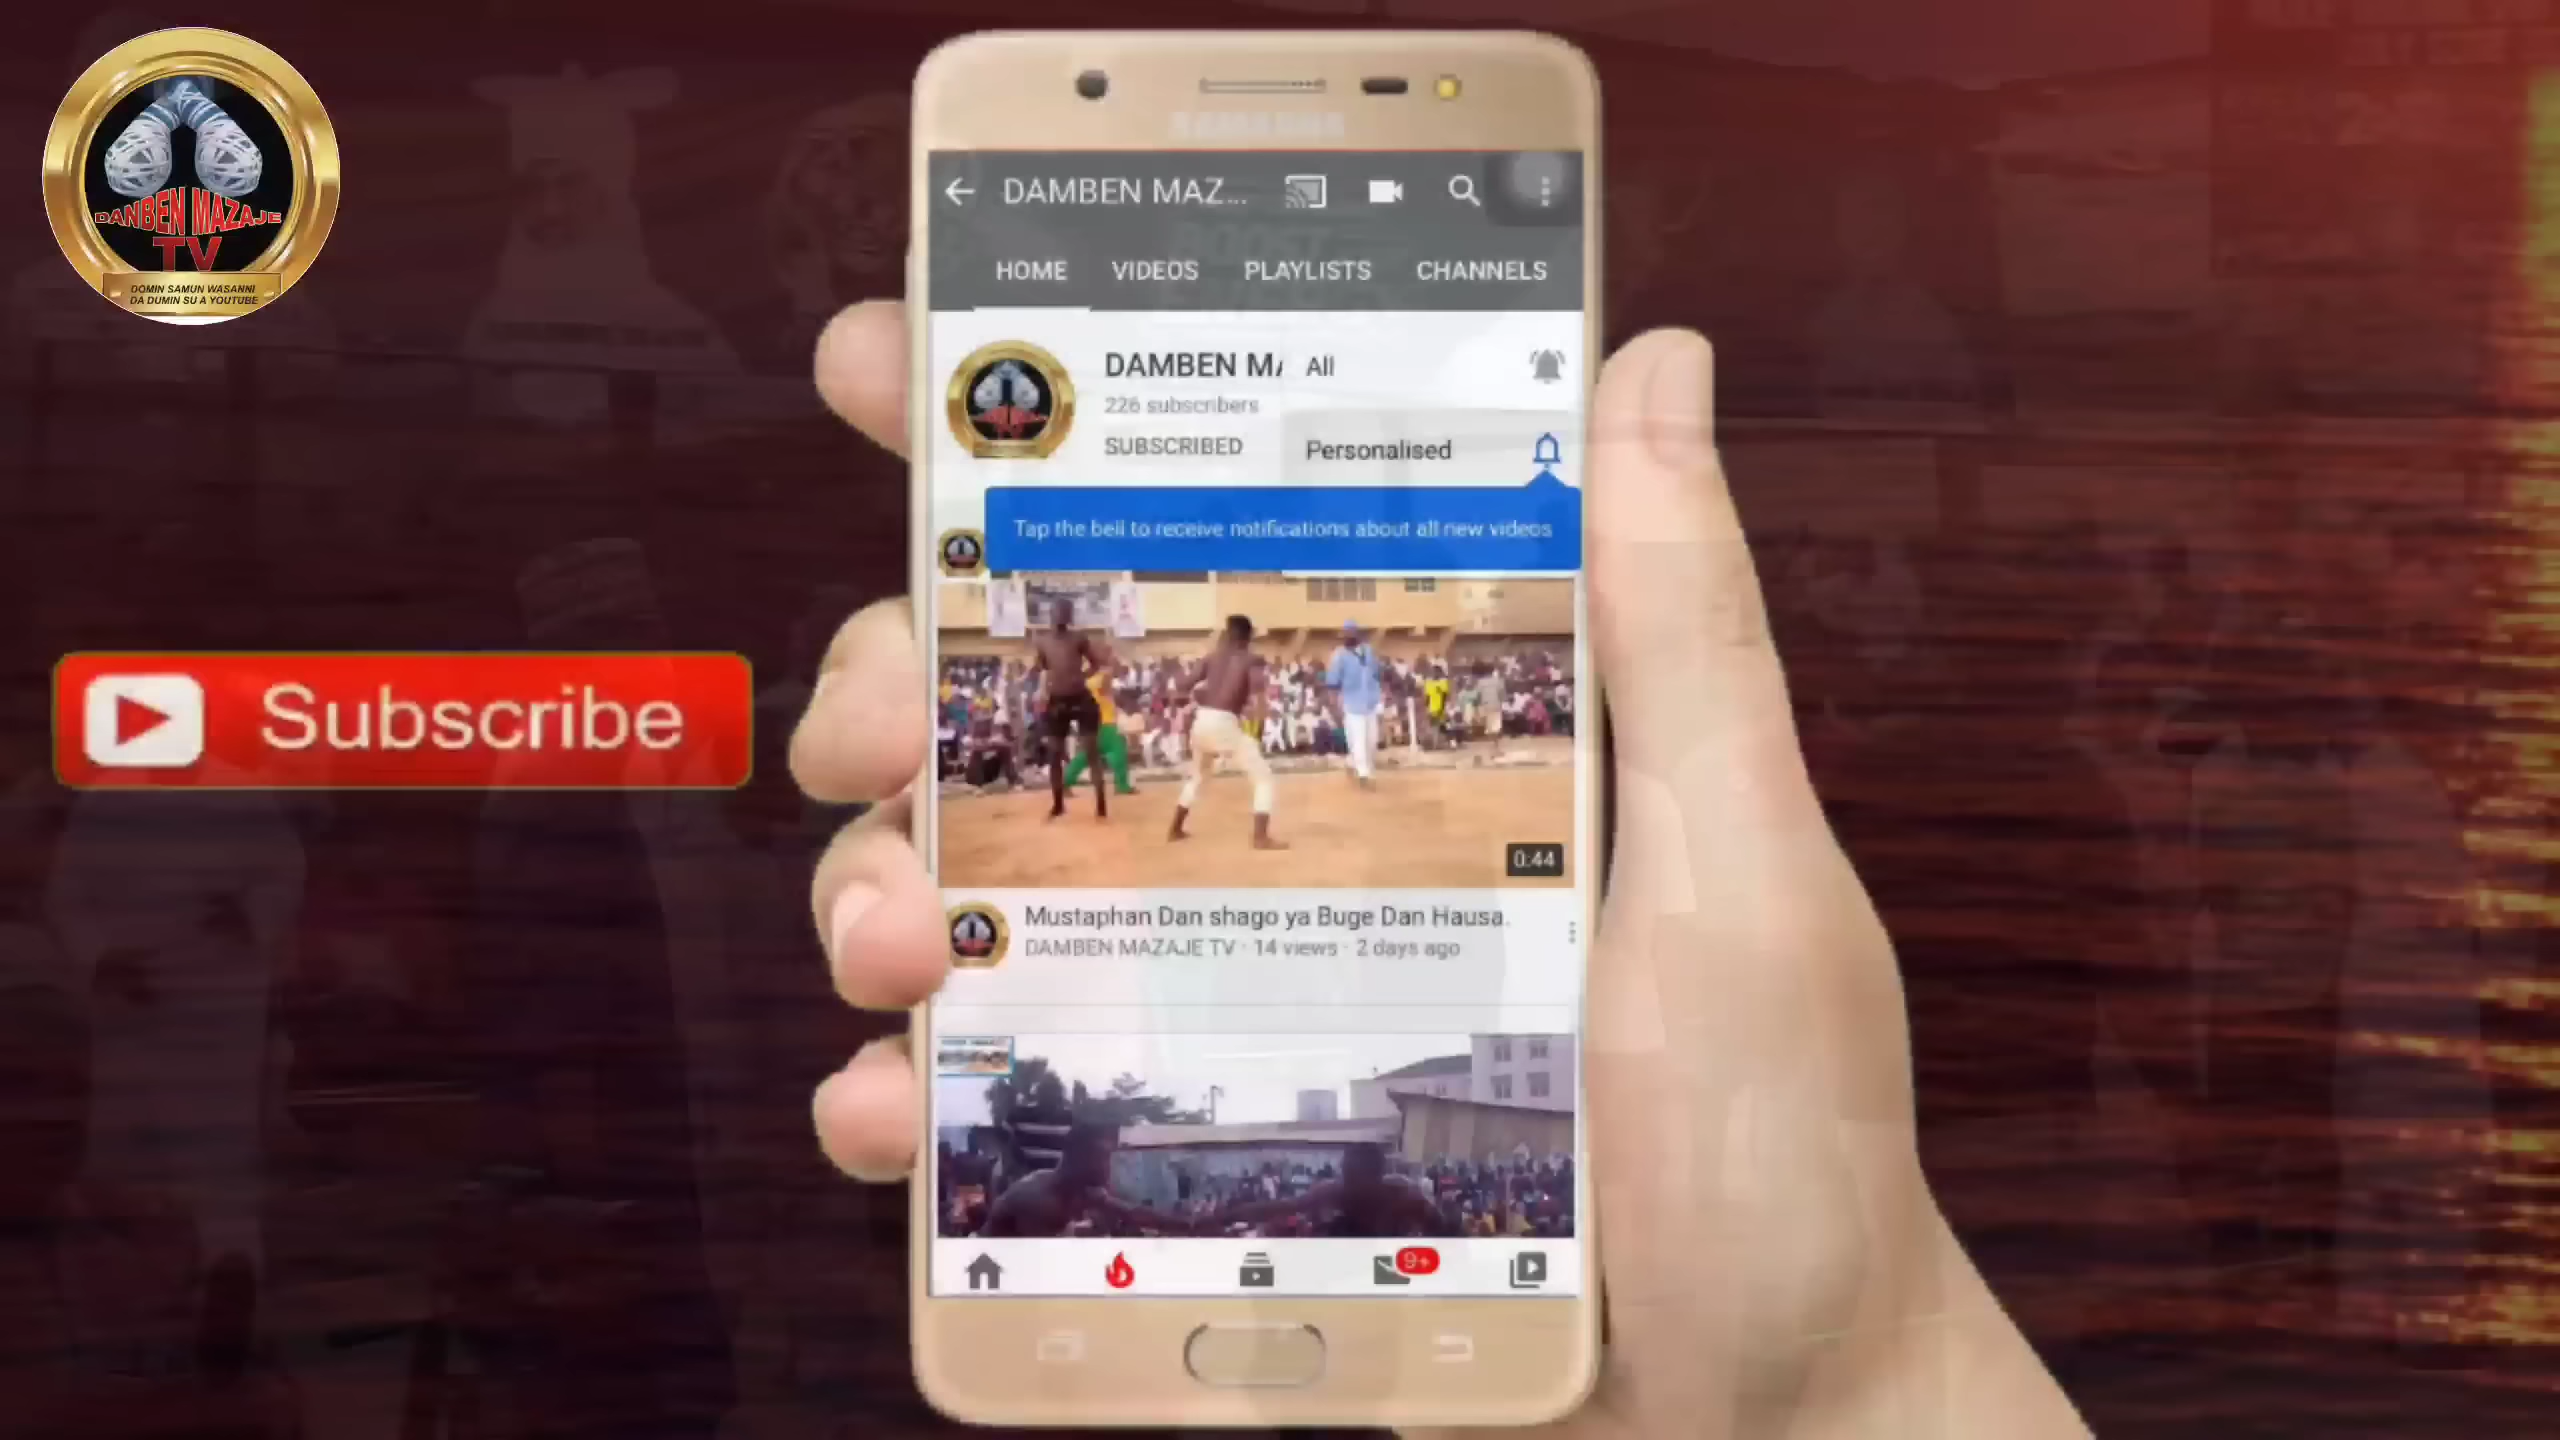 DANBEN MAZAJE
TV
DOMIN SAMUN WASANNI
DA DUMIN SU A YOUTUBE
Subscribe
SAMSUNG
DAMBEN MAZ...
HOME VIDEOS PLAYLISTS CHANNELS
DAMBEN MA All
226 subscribers
SUBSCRIBED Personalised
Tap the bell to receive notifications about all new videos
0:44
Mustaphan Dan shago ya Buge Dan Hausa.
DAMBEN MAZAJE TV · 14 views · 2 days ago
9+